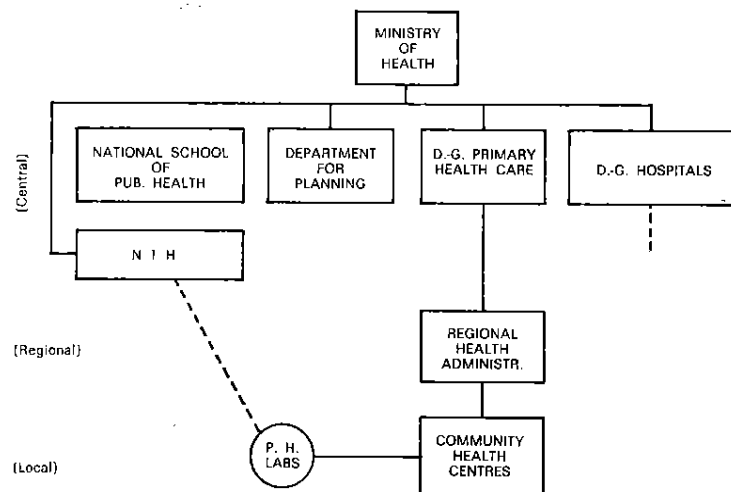 MINISTRY
OF
HEALTH
(Central)
NATIONAL SCHOOL
OF
PUB. HEALTH
DEPARTMENT
FOR
PLANNING
D.-G. PRIMARY
HEALTH CARE
D.-G. HOSPITALS
N I H
(Regional)
REGIONAL
HEALTH
ADMINISTR.
(Local)
P. H.
LABS
COMMUNITY
HEALTH
CENTRES